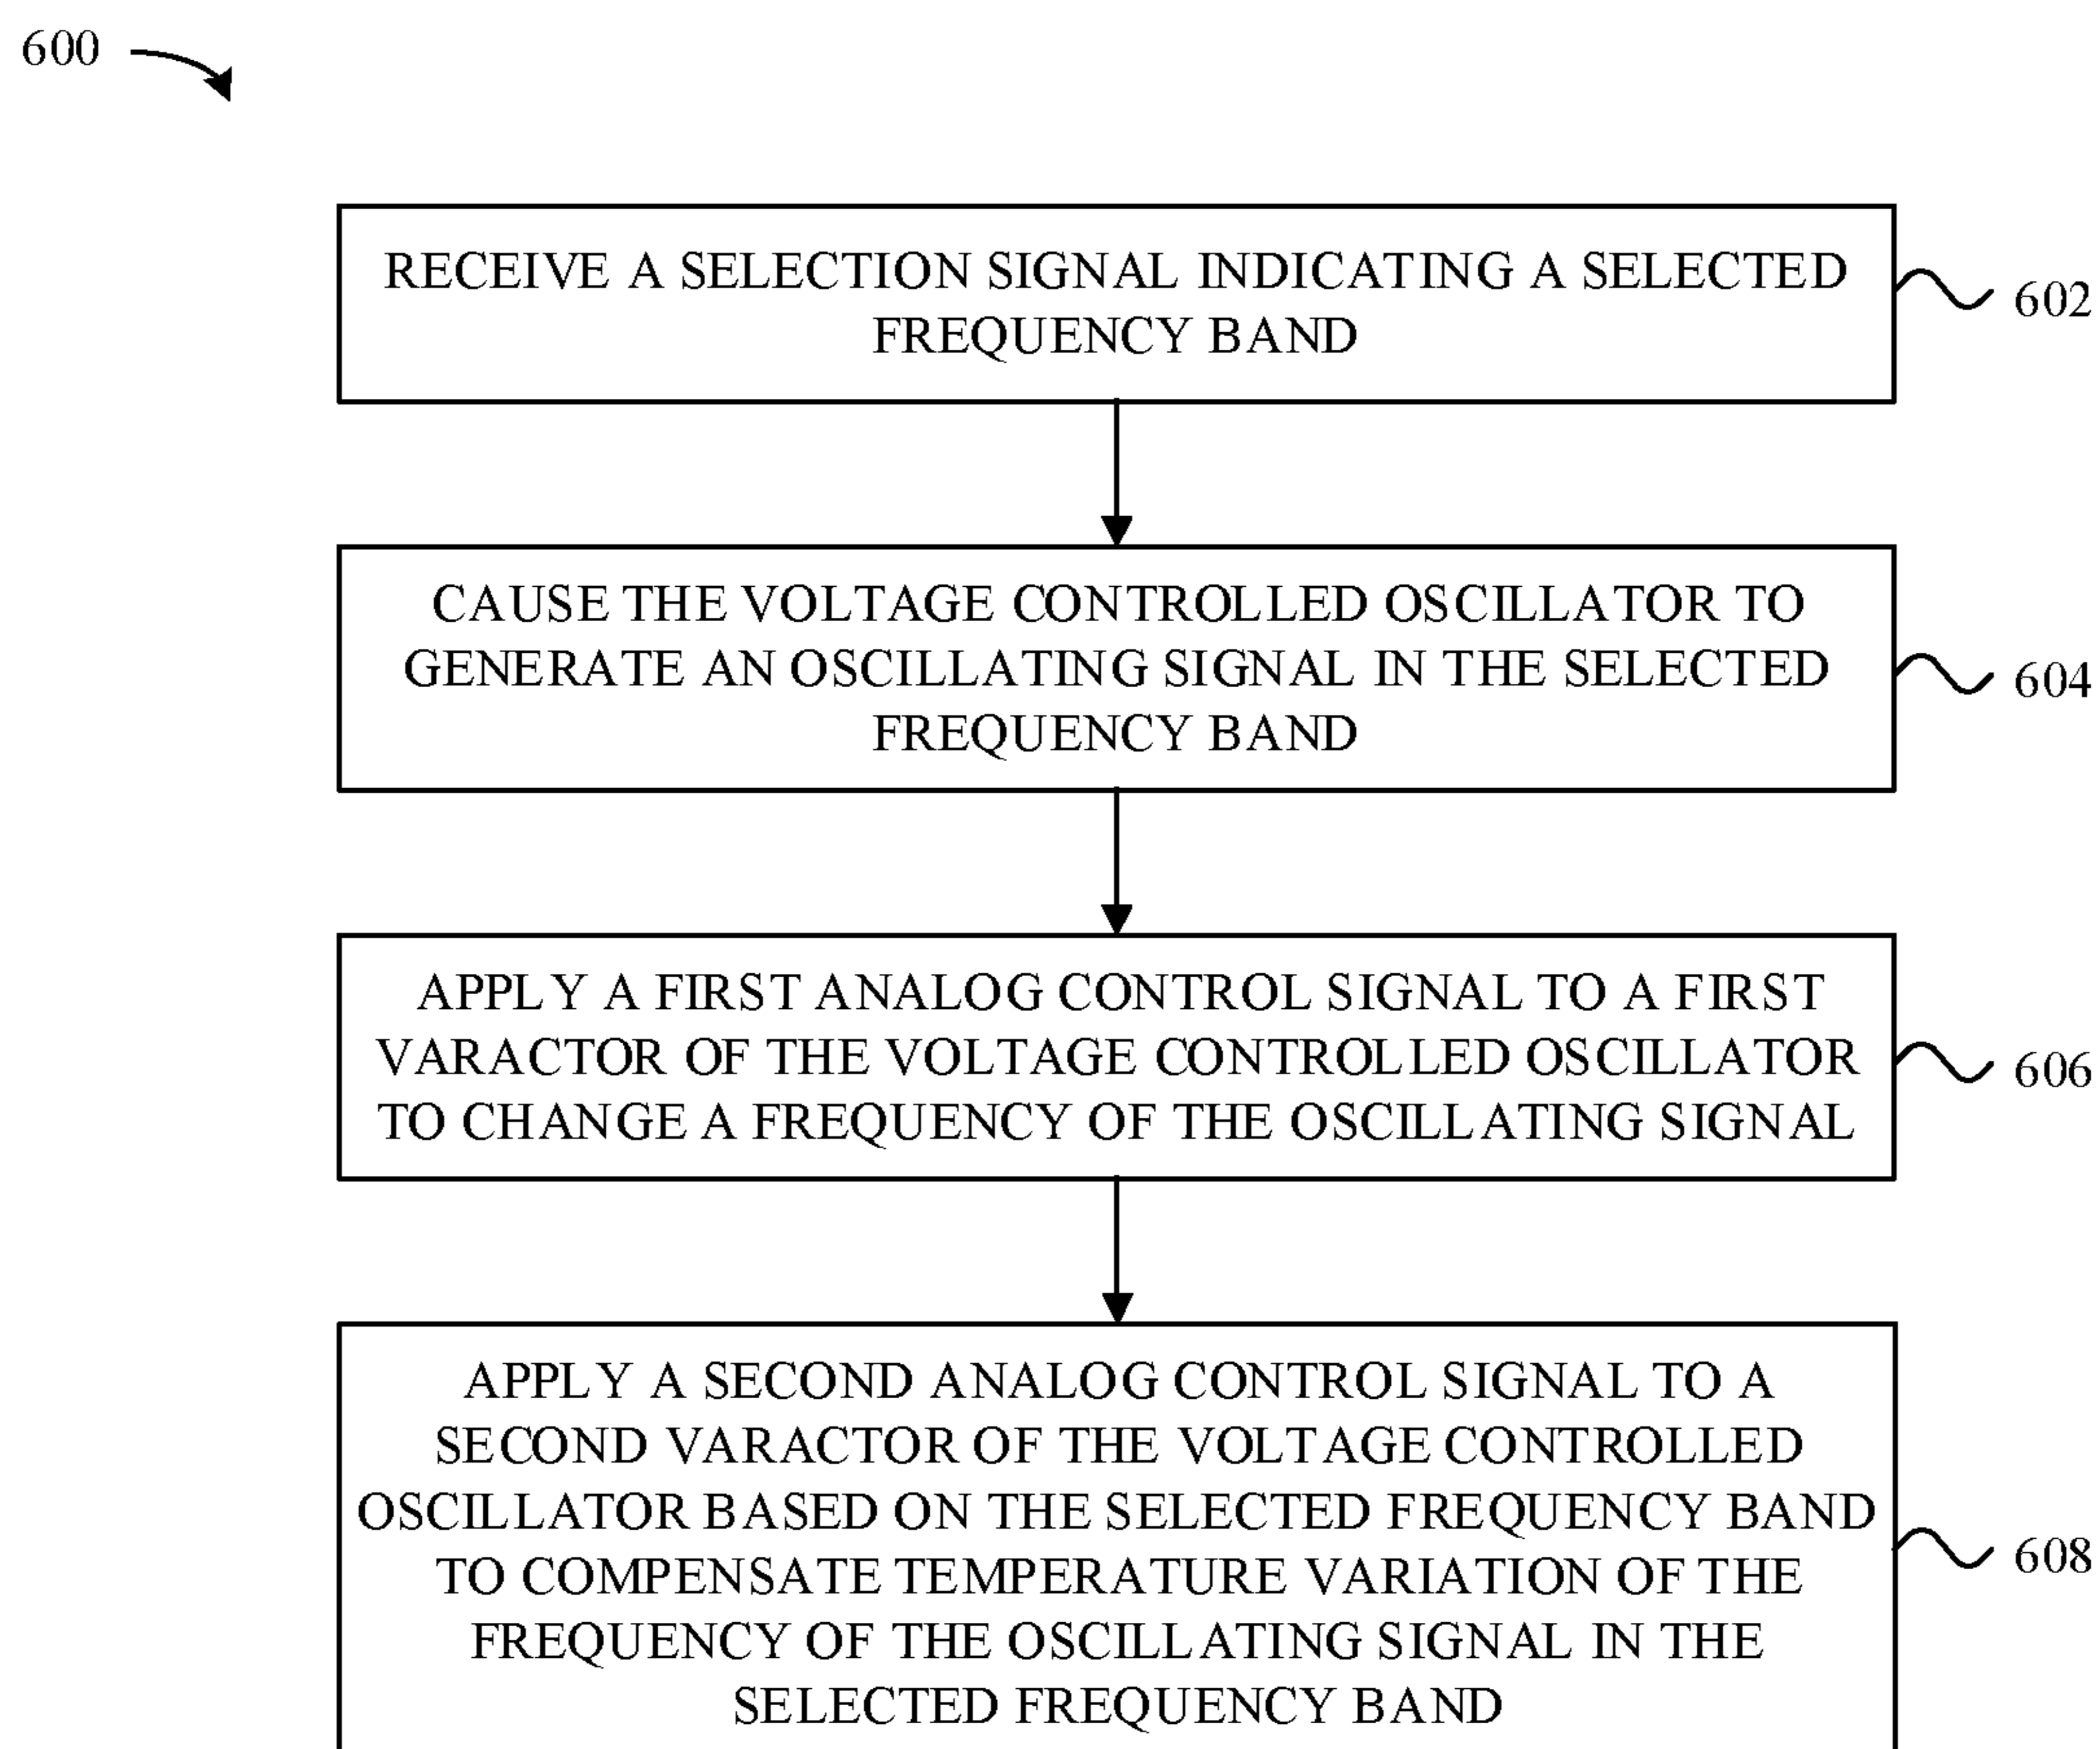 600
RECEIVE A SELECTION SIGNAL INDICATING A SELECTED
FREQUENCY BAND
602
CAUSE THE VOLTAGE CONTROLLED OSCILLATOR TO
GENERATE AN OSCILLATING SIGNAL IN THE SELECTED
FREQUENCY BAND
604
APPLY A FIRST ANALOG CONTROL SIGNAL TO A FIRST
VARACTOR OF THE VOLTAGE CONTROLLED OSCILLATOR
TO CHANGE A FREQUENCY OF THE OSCILLATING SIGNAL
606
APPLY A SECOND ANALOG CONTROL SIGNAL TO A
SECOND VARACTOR OF THE VOLTAGE CONTROLLED
OSCILLATOR BASED ON THE SELECTED FREQUENCY BAND
TO COMPENSATE TEMPERATURE VARIATION OF THE
FREQUENCY OF THE OSCILLATING SIGNAL IN THE
SELECTED FREQUENCY BAND
608